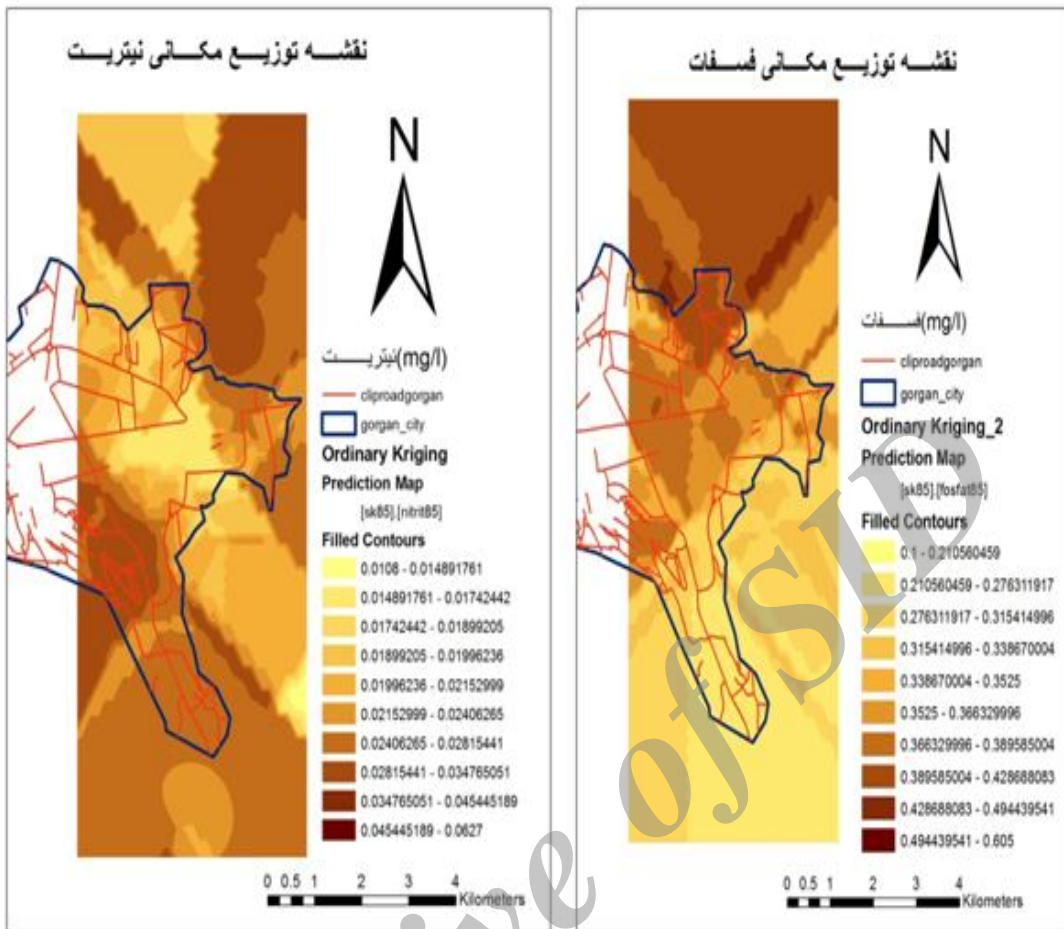 نقشه توزیع مکانی نیتریت
N
نیتریت(mg/l)
cliproadgorgan
gorgan_city
Ordinary Kriging
Prediction Map
[sk85].[nitrit85]
Filled Contours
0.0108 - 0.014891761
0.014891761 - 0.01742442
0.01742442 - 0.01899205
0.01899205 - 0.01996236
0.01996236 - 0.02152999
0.02152999 - 0.02406265
0.02406265 - 0.02815441
0.02815441 - 0.034765051
0.034765051 - 0.045445189
0.045445189 - 0.0627
0 0.5 1 2 3 4
Kilometers
نقشه توزیع مکانی فسفات
N
فسفات(mg/l)
cliproadgorgan
gorgan_city
Ordinary Kriging_2
Prediction Map
[sk85].[fosfat85]
Filled Contours
0.1 - 0.210560459
0.210560459 - 0.276311917
0.276311917 - 0.315414996
0.315414996 - 0.338670004
0.338670004 - 0.3525
0.3525 - 0.366329996
0.366329996 - 0.389585004
0.389585004 - 0.428688083
0.428688083 - 0.494439541
0.494439541 - 0.605
0 0.5 1 2 3 4
Kilometers
ive of SID